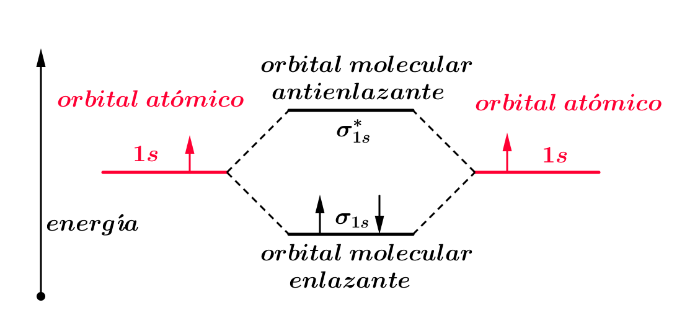 orbital molecular
antienlazante
orbital atómico
orbital atómico
σ*1s
1s
1s
energía
σ1s
orbital molecular
enlazante